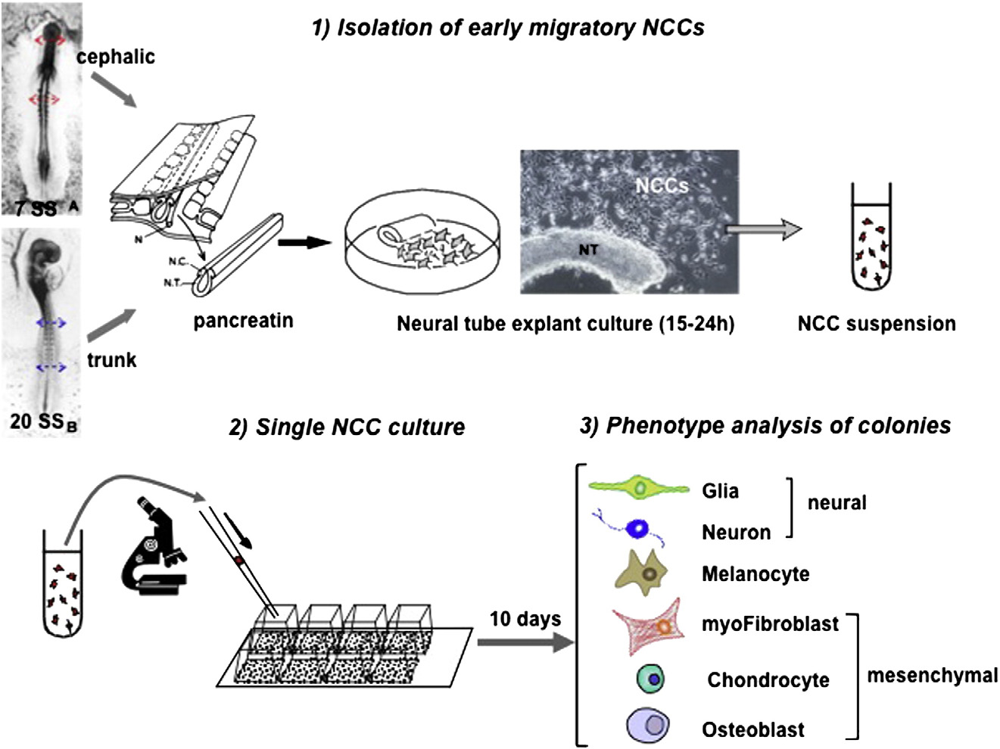 1) Isolation of early migratory NCCs
cephalic
7 SS A
N
N.C.
N.T.
pancreatin
NCCs
NT
Neural tube explant culture (15-24h)
NCC suspension
trunk
20 SS B
2) Single NCC culture
10 days
3) Phenotype analysis of colonies
Glia
Neuron
neural
Melanocyte
myoFibroblast
Chondrocyte
Osteoblast
mesenchymal